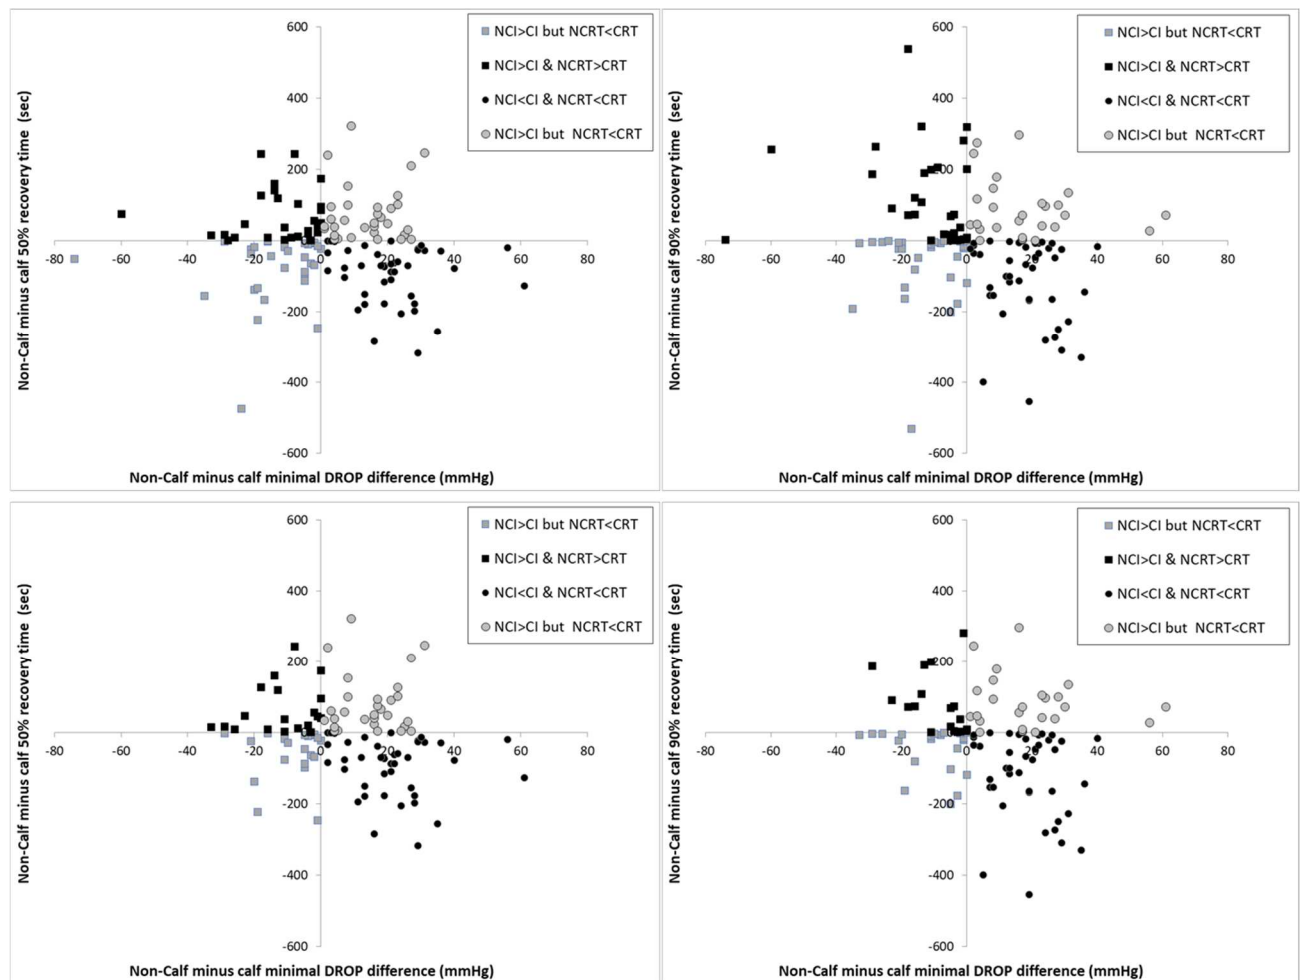 NCI>CI but NCRT<CRT
NCI>CI & NCRT>CRT
NCI<CI & NCRT<CRT
NCI>CI but NCRT<CRT
Non-Calf minus calf 50% recovery time (sec)
600
400
200
0
-200
-400
-600
-80 -60 -40 -20 0 20 40 60 80
Non-Calf minus calf minimal DROP difference (mmHg)
NCI>CI but NCRT<CRT
NCI>CI & NCRT>CRT
NCI<CI & NCRT<CRT
NCI>CI but NCRT<CRT
Non-Calf minus calf 90% recovery time (sec)
600
400
200
0
-200
-400
-600
-80 -60 -40 -20 0 20 40 60 80
Non-Calf minus calf minimal DROP difference (mmHg)
NCI>CI but NCRT<CRT
NCI>CI & NCRT>CRT
NCI<CI & NCRT<CRT
NCI>CI but NCRT<CRT
Non-Calf minus calf 50% recovery time (sec)
600
400
200
0
-200
-400
-600
-80 -60 -40 -20 0 20 40 60 80
Non-Calf minus calf minimal DROP difference (mmHg)
NCI>CI but NCRT<CRT
NCI>CI & NCRT>CRT
NCI<CI & NCRT<CRT
NCI>CI but NCRT<CRT
Non-Calf minus calf 90% recovery time (sec)
600
400
200
0
-200
-400
-600
-80 -60 -40 -20 0 20 40 60 80
Non-Calf minus calf minimal DROP difference (mmHg)